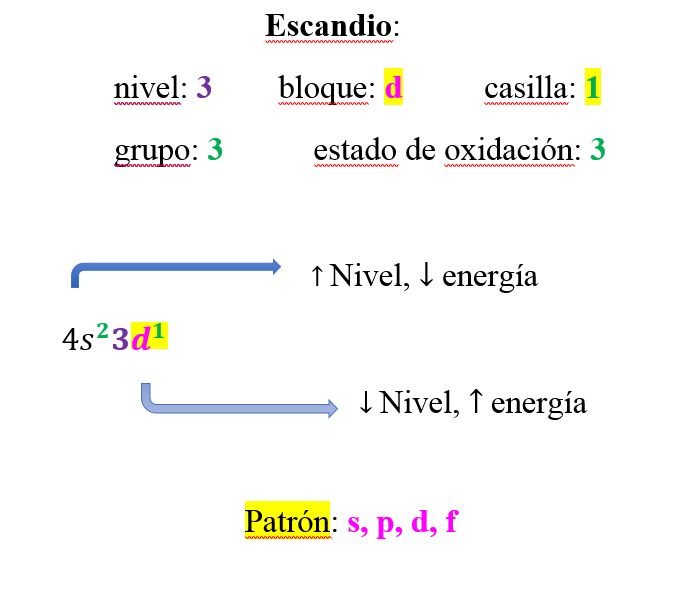 Escandio:
nivel: 3 bloque: d casilla: 1
grupo: 3 estado de oxidación: 3
↑ Nivel, ↓ energía
4s²3d¹
↓ Nivel, ↑ energía
Patrón: s, p, d, f